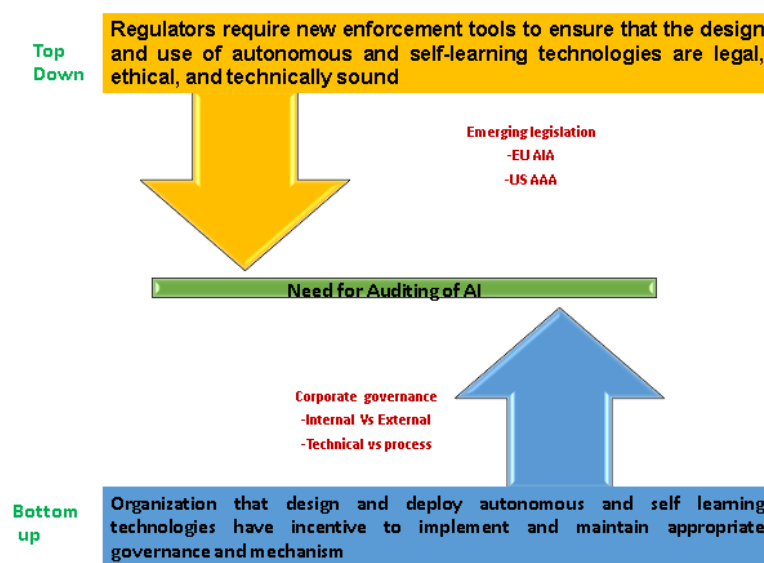 Top
Down
Regulators require new enforcement tools to ensure that the design
and use of autonomous and self-learning technologies are legal,
ethical, and technically sound
Emerging legislation
-EU AIA
-US AAA
Need for Auditing of AI
Corporate governance
-Internal Vs External
-Technical vs process
Bottom
up
Organization that design and deploy autonomous and self learning
technologies have incentive to implement and maintain appropriate
governance and mechanism